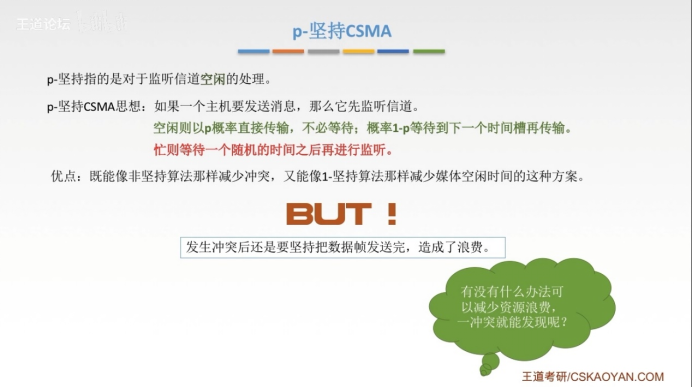 王道论坛
p-坚持CSMA
p-坚持指的是对于监听信道空闲的处理。
p-坚持CSMA思想：如果一个主机要发送消息，那么它先监听信道。
空闲则以p概率直接传输，不必等待；概率1-p等待到下一个时间槽再传输。
忙则等待一个随机的时间之后再进行监听。
优点：既能像非坚持算法那样减少冲突，又能像1-坚持算法那样减少媒体空闲时间的这种方案。
BUT！
发生冲突后还是要坚持把数据帧发送完，造成了浪费。
有没有什么办法可
以减少资源浪费，
一冲突就能发现呢？
王道考研/CSKAOYAN.COM